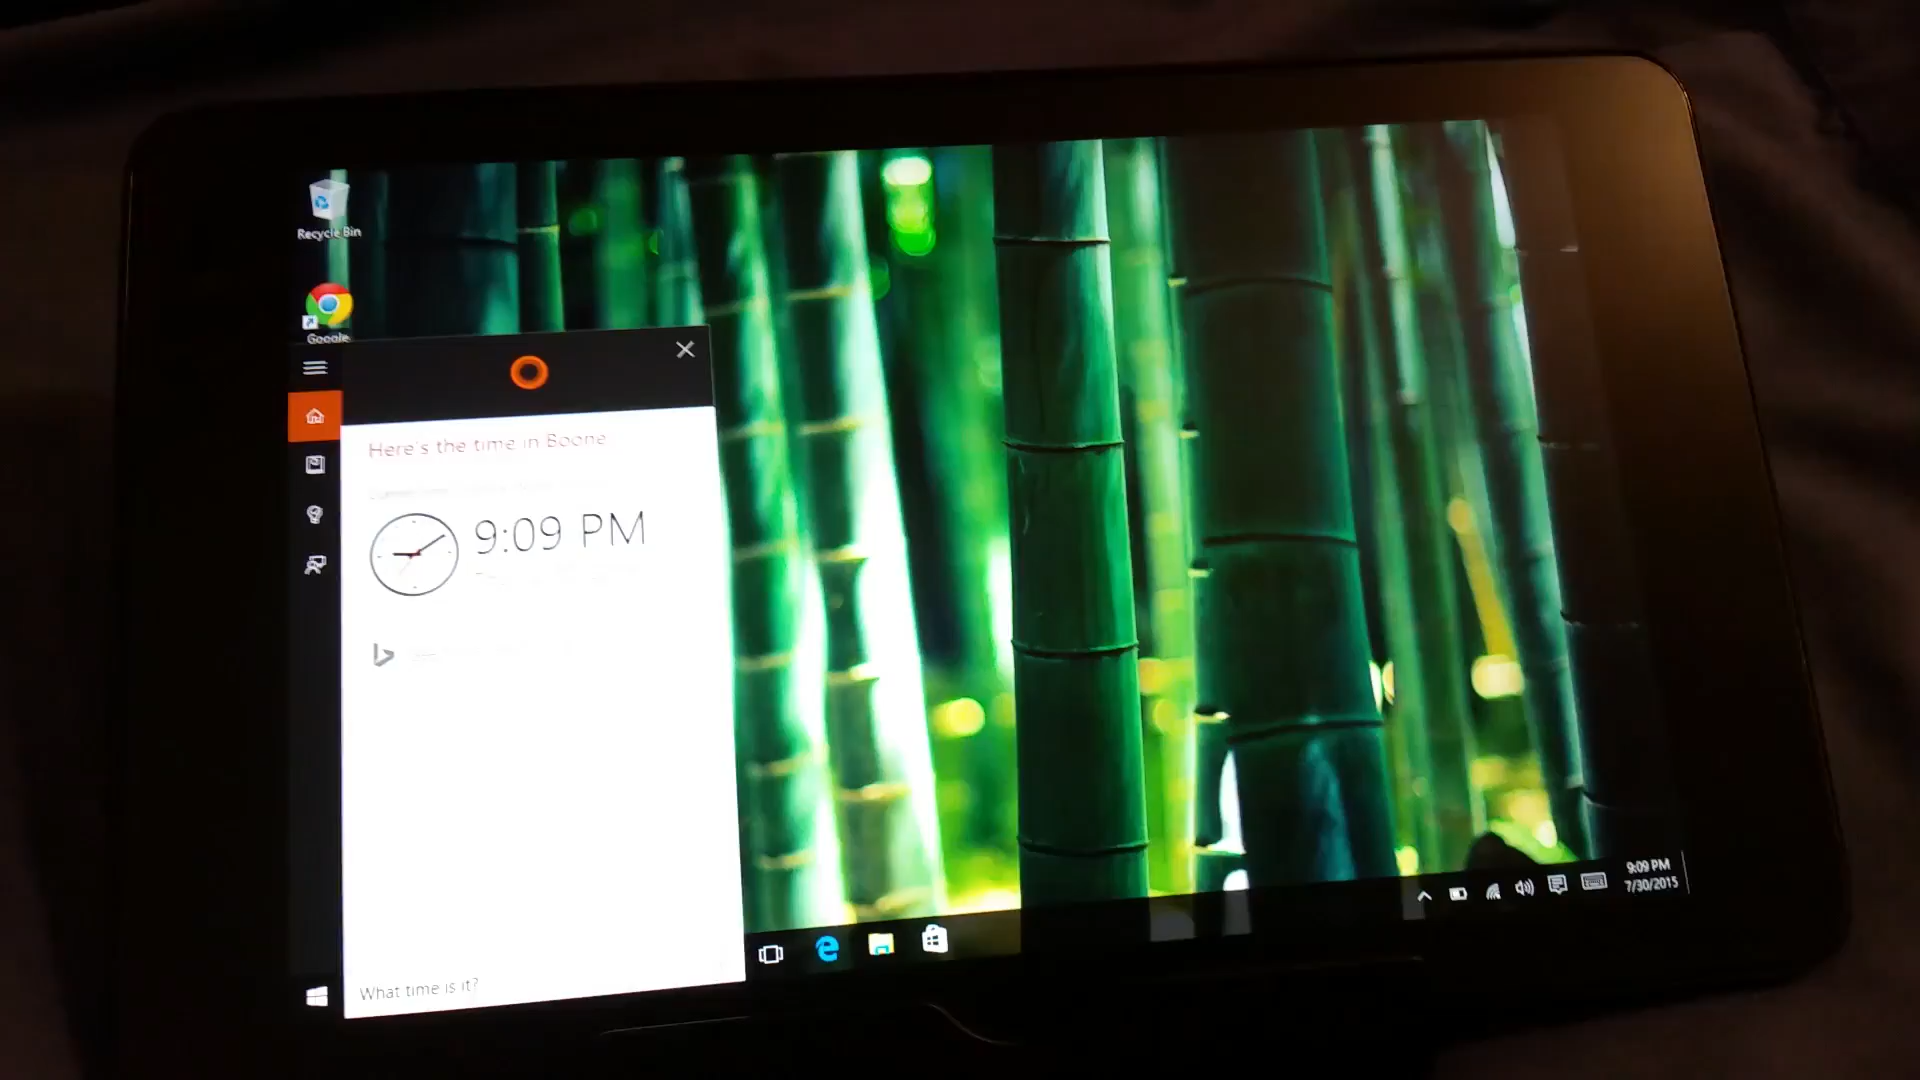 Recycle Bin
Google
Here's the time in Boone
9:09 PM
What time is it?
9:09 PM
7/30/2015